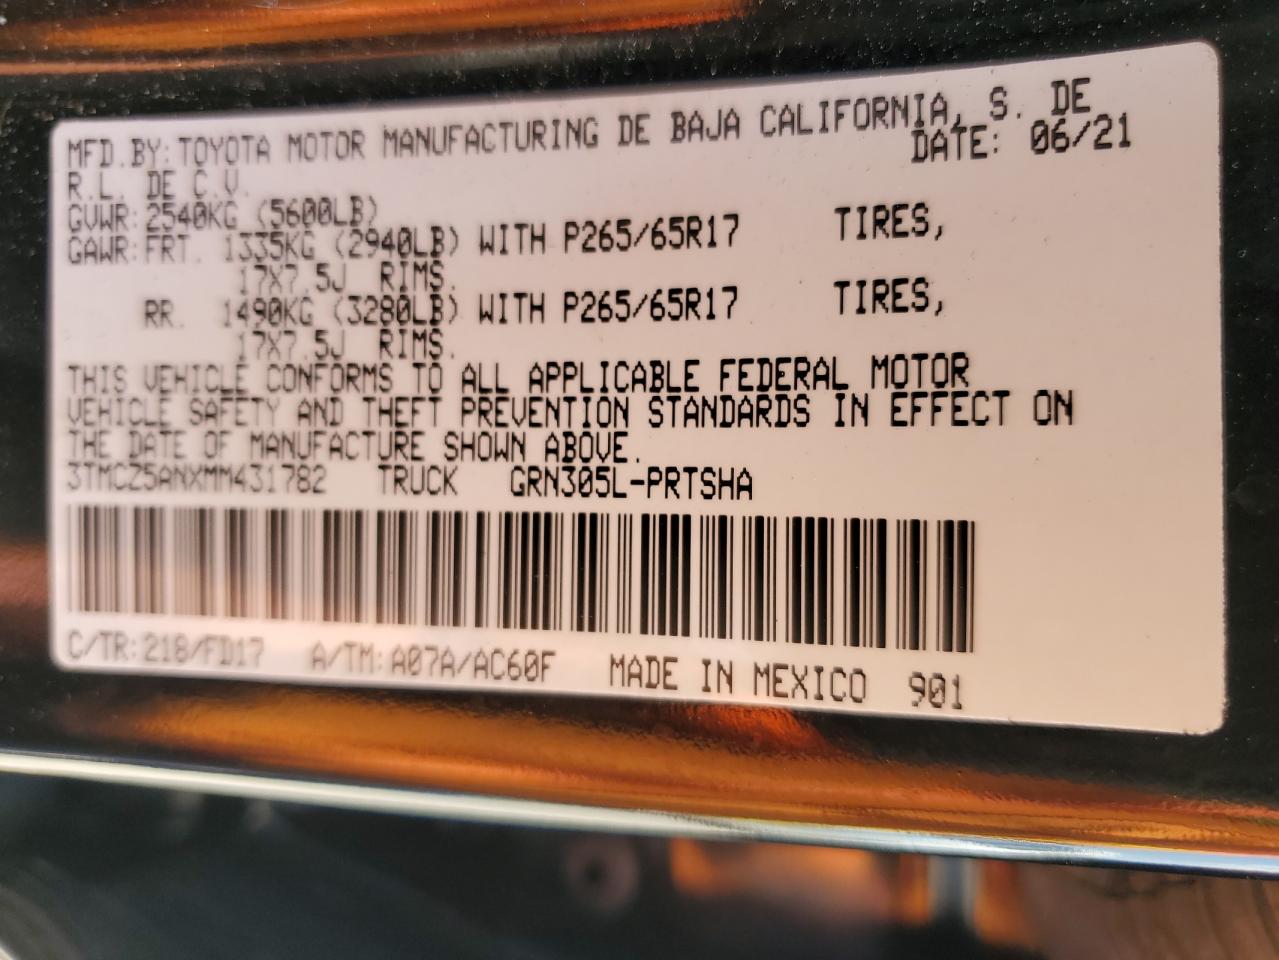 MFD.BY: TOYOTA MOTOR MANUFACTURING DE BAJA CALIFORNIA, S. DE
R.L. DE C.V. DATE: 06/21
GVWR: 2540KG (5600LB)
GAWR: FRT. 1335KG (2940LB) WITH P265/65R17 TIRES,
17X7.5J RIMS.
RR. 1490KG (3280LB) WITH P265/65R17 TIRES,
17X7.5J RIMS.
THIS VEHICLE CONFORMS TO ALL APPLICABLE FEDERAL MOTOR
VEHICLE SAFETY AND THEFT PREVENTION STANDARDS IN EFFECT ON
THE DATE OF MANUFACTURE SHOWN ABOVE.
3TMCZ5ANXMM431782 TRUCK GRN305L-PRTSHA
C/TR: 218/FD17 A/TM: A07A/AC60F MADE IN MEXICO 901